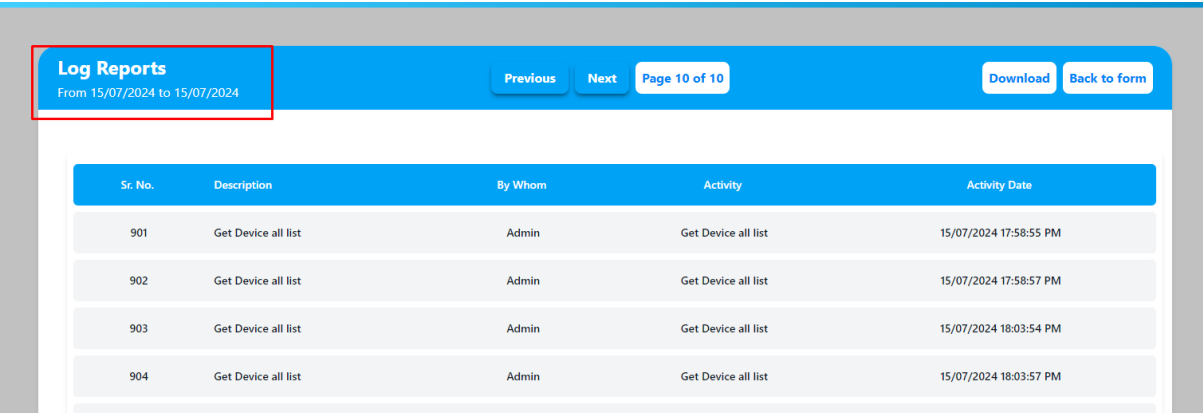 Log Reports
From 15/07/2024 to 15/07/2024
Previous Next Page 10 of 10
Download Back to form
Sr. No. Description By Whom Activity Activity Date
901 Get Device all list Admin Get Device all list 15/07/2024 17:58:55 PM
902 Get Device all list Admin Get Device all list 15/07/2024 17:58:57 PM
903 Get Device all list Admin Get Device all list 15/07/2024 18:03:54 PM
904 Get Device all list Admin Get Device all list 15/07/2024 18:03:57 PM